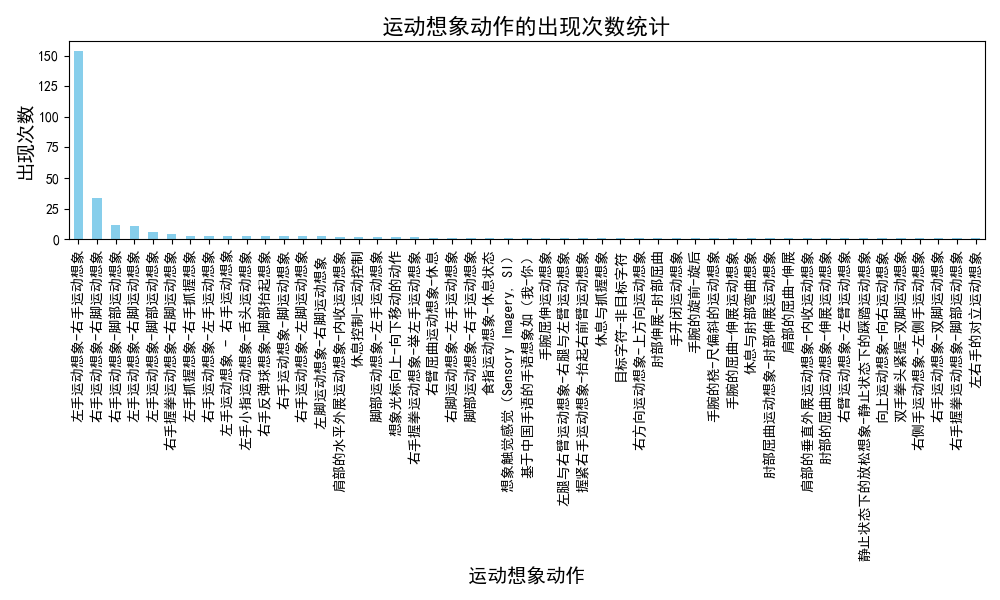 运动想象动作的出现次数统计
出现次数
150
125
100
75
50
25
0
左手运动想象-右手运动想象
右手运动想象-右脚运动想象
右手运动想象-脚部运动想象
左手运动想象-右脚运动想象
左手运动想象-脚部运动想象
右手握拳运动想象-右脚运动想象
左手抓握想象-右手抓握想象
右手运动想象-左手运动想象
左手运动想象 - 右手运动想象
左手小指运动想象-舌头运动想象
右手反弹球想象-脚部抬起想象
右手运动想象-脚运动想象
右手运动想象-左脚运动想象
左脚运动想象-右脚运动想象
肩部的水平外展运动想象-内收运动想象
休息控制-运动控制
脚部运动想象-左手运动想象
想象光标向上-向下移动的动作
右手握拳运动想象-举左手运动想象
右臂屈曲运动想象-休息
右脚运动想象-左手运动想象
脚部运动想象-右手运动想象
食指运动想象-休息状态
想象触觉感觉（Sensory Imagery, SI）
基于中国手语的手语想象如（我-你）
手腕屈伸运动想象
左腿与右臂运动想象-右腿与左臂运动想象
握紧右手运动想象-抬起右前臂运动想象
休息与抓握想象
目标字符-非目标字符
右方向运动想象-上方向运动想象
肘部伸展-肘部屈曲
手开闭运动想象
手腕的旋前-旋后
手腕的桡-尺偏斜的运动想象
手腕的屈曲-伸展运动想象
休息与肘部弯曲想象
肘部屈曲运动想象-肘部伸展运动想象
肩部的屈曲-伸展
肩部的垂直外展运动想象-内收运动想象
肘部的屈曲运动想象-伸展运动想象
右臂运动想象-左臂运动想象
静止状态下的放松想象-静止状态下的踩踏运动想象
向上运动想象-向右运动想象
双手拳头紧握-双脚运动想象
右侧手运动想象-左侧手运动想象
右手运动想象-双脚运动想象
右手握拳运动想象-脚部运动想象
左右手的对立运动想象
运动想象动作